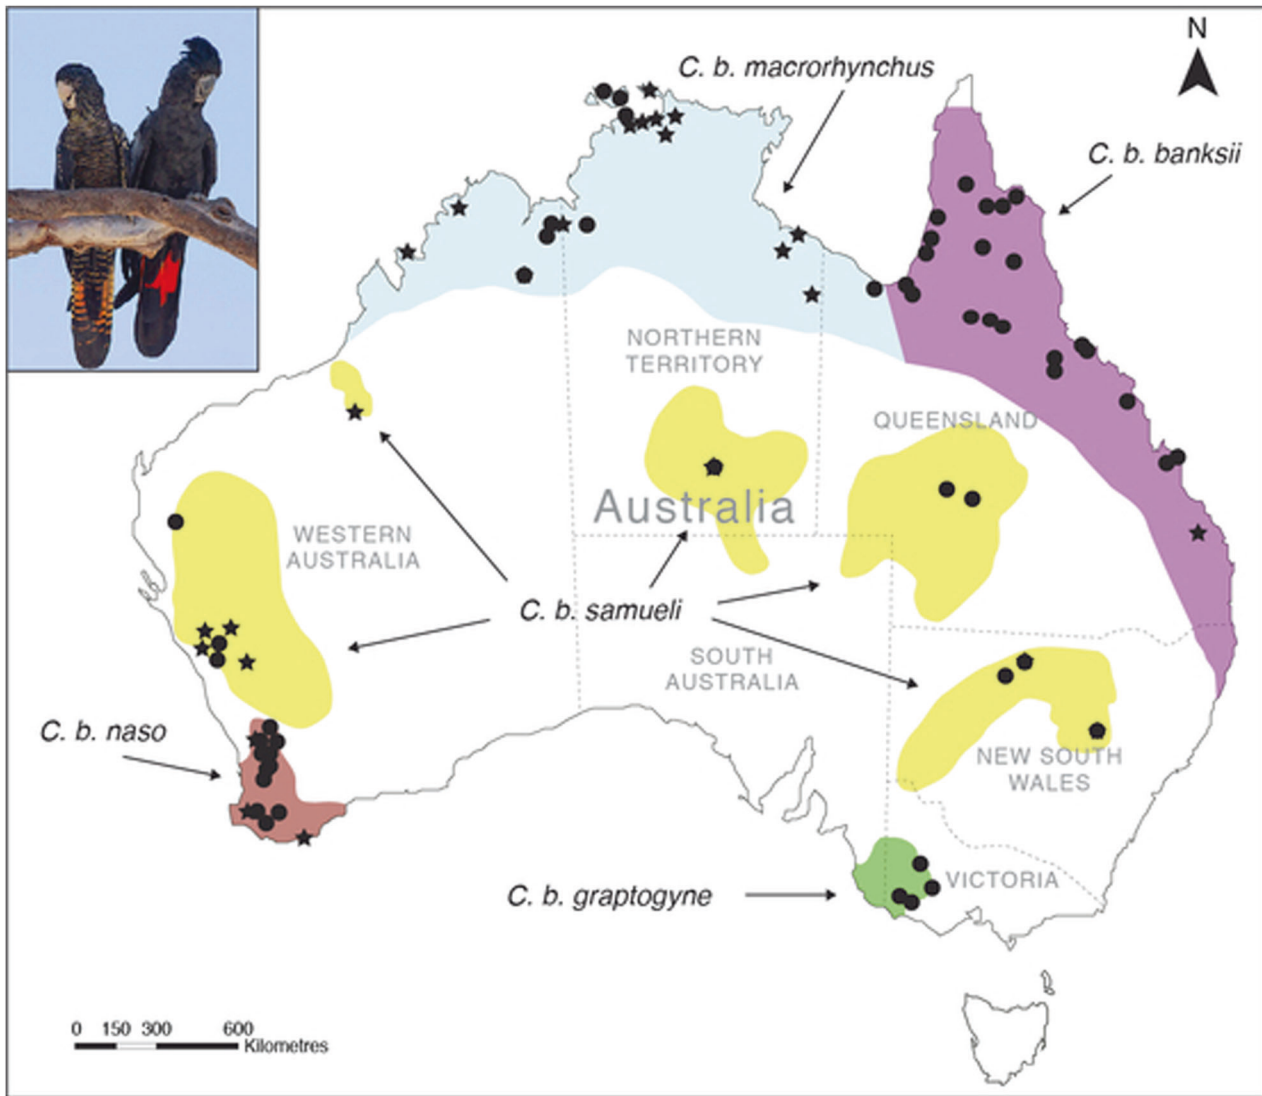 N
C. b. macrorhynchus
C. b. banksii
NORTHERN
TERRITORY
QUEENSLAND
Australia
WESTERN
AUSTRALIA
C. b. samueli
SOUTH
AUSTRALIA
C. b. naso
NEW SOUTH
WALES
C. b. graptogyne
VICTORIA
0 150 300 600
Kilometres